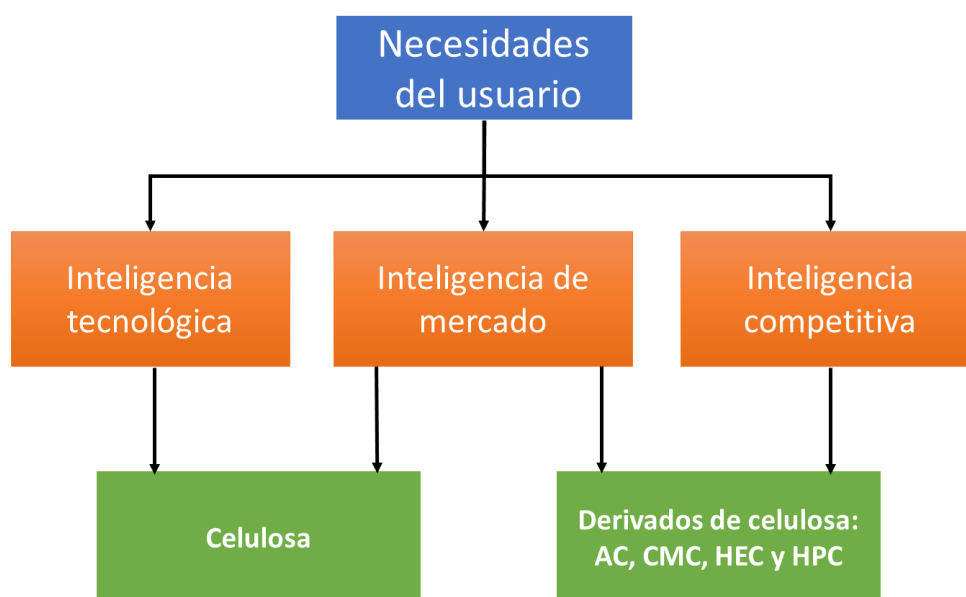 Necesidades
del usuario
Inteligencia
tecnológica
Inteligencia de
mercado
Inteligencia
competitiva
Celulosa
Derivados de celulosa:
AC, CMC, HEC y HPC